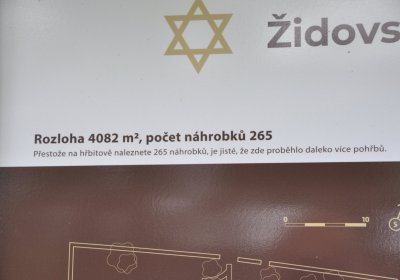 Židovs
Rozloha 4082 m², počet náhrobků 265
Přestože na hřbitově naleznete 265 náhrobků, je jisté, že zde proběhlo daleko více pohřbů.
0 10
S